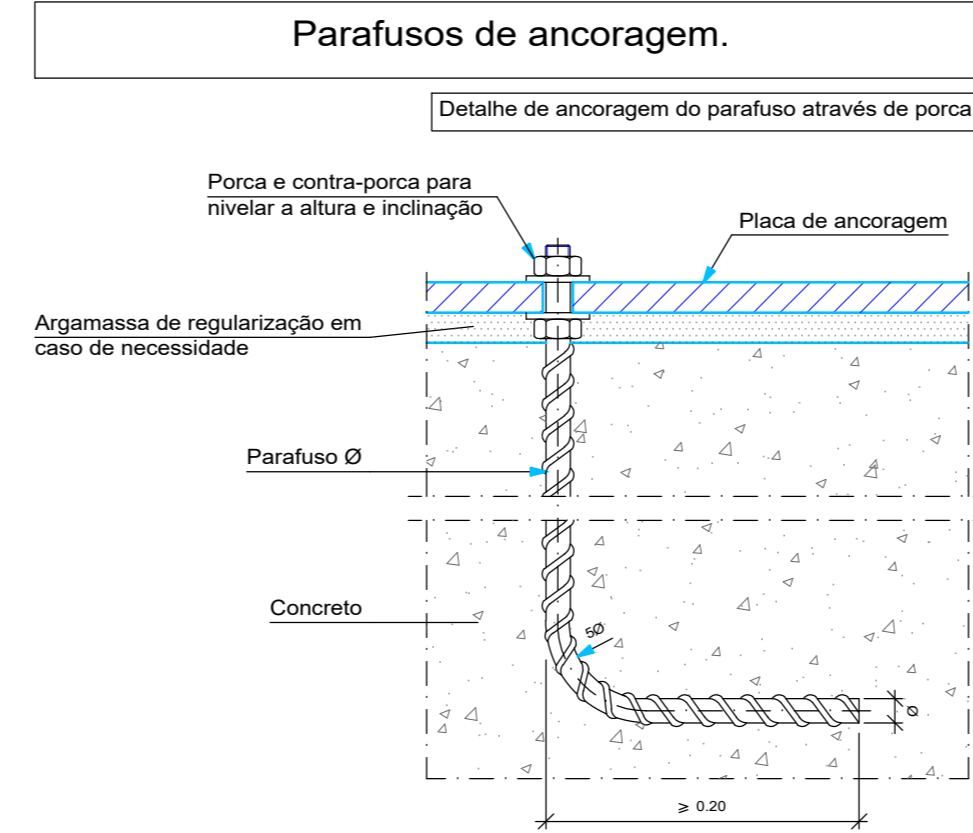 Parafusos de ancoragem.
Detalhe de ancoragem do parafuso através de porca
Porca e contra-porca para
nivelar a altura e inclinação
Placa de ancoragem
Argamassa de regularização em
caso de necessidade
Parafuso Ø
Concreto
5Ø
Ø
≥ 0.20